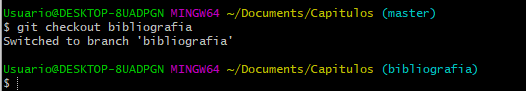 Usuario@DESKTOP-8UADPGN MINGW64 ~/Documents/Capitulos (master)
$ git checkout bibliografia
Switched to branch 'bibliografia'
Usuario@DESKTOP-8UADPGN MINGW64 ~/Documents/Capitulos (bibliografia)
$